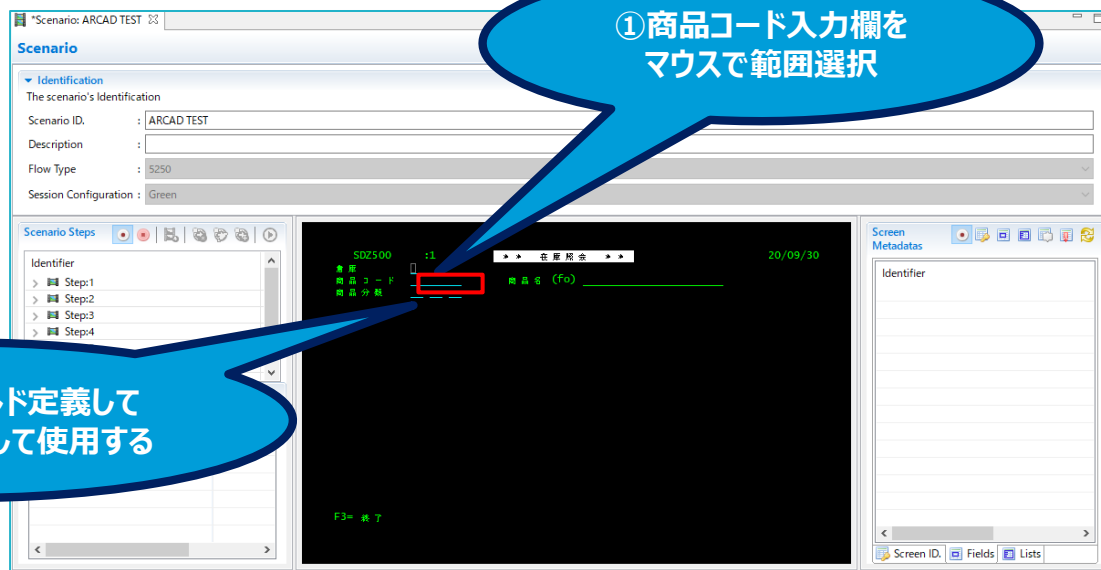 *Scenario: ARCAD TEST
Scenario
①商品コード入力欄を
マウスで範囲選択
Identification
The scenario's Identification
Scenario ID. : ARCAD TEST
Description :
Flow Type : 5250
Session Configuration : Green
Scenario Steps
Identifier
Step:1
Step:2
Step:3
Step:4
ド定義して
して使用する
SDZ500 :1 ** 在庫照会 ** 20/09/30
倉庫
商品コード 商品名 (fo)
商品分類
F3= 終了
Screen
Metadatas
Identifier
Screen ID. Fields Lists